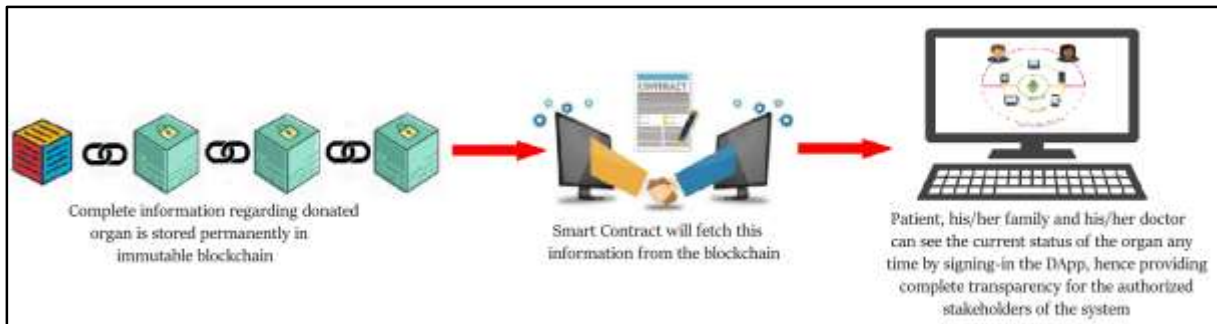 CONTRACT
Complete information regarding donated
organ is stored permanently in
immutable blockchain
Smart Contract will fetch this
information from the blockchain
Patient, his/her family and his/her doctor
can see the current status of the organ any
time by signing-in the DApp, hence providing
complete transparency for the authorized
stakeholders of the system